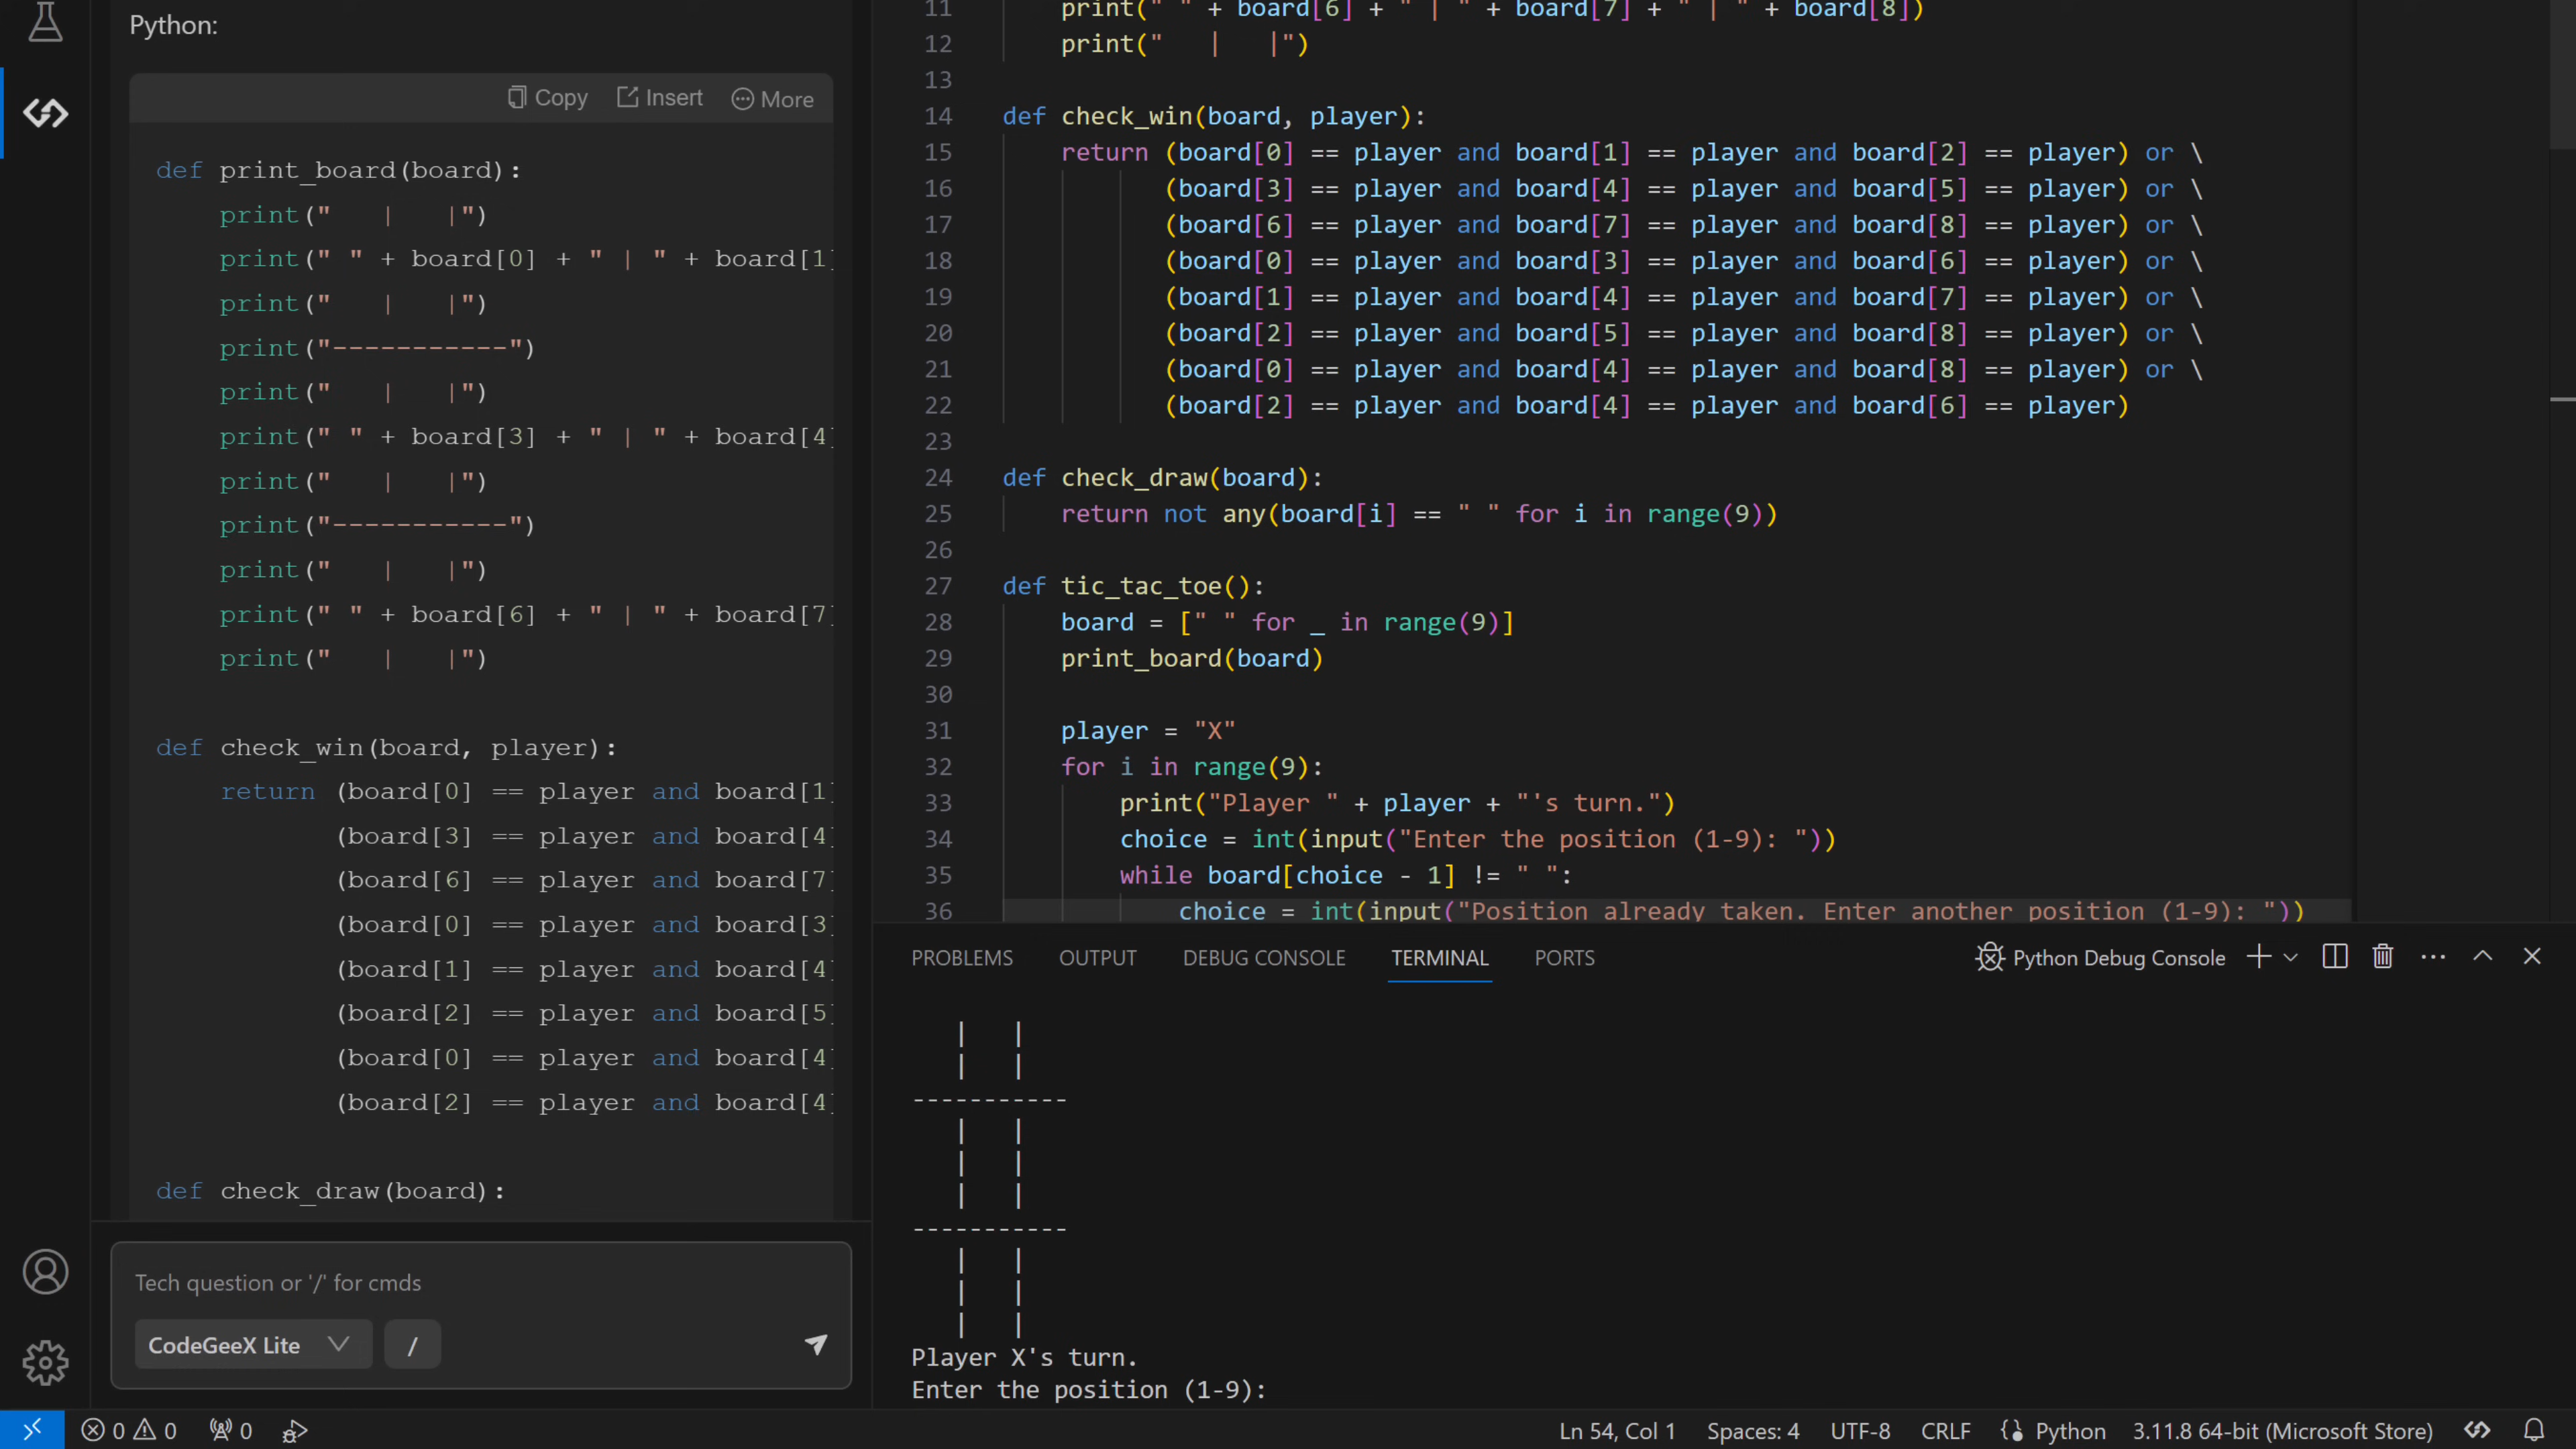 Python:
Copy Insert More
def print_board(board):
    print("   |   |")
    print(" " + board[0] + " | " + board[1]
    print("   |   |")
    print("-----------")
    print("   |   |")
    print(" " + board[3] + " | " + board[4]
    print("   |   |")
    print("-----------")
    print("   |   |")
    print(" " + board[6] + " | " + board[7]
    print("   |   |")
def check_win(board, player):
    return (board[0] == player and board[1]
           (board[3] == player and board[4]
           (board[6] == player and board[7]
           (board[0] == player and board[3]
           (board[1] == player and board[4]
           (board[2] == player and board[5]
           (board[0] == player and board[4]
           (board[2] == player and board[4]
def check_draw(board):
Tech question or '/' for cmds
CodeGeeX Lite /
11     print(" " + board[6] + " | " + board[7] + " | " + board[8])
12     print("   |   |")
13
14 def check_win(board, player):
15     return (board[0] == player and board[1] == player and board[2] == player) or \
16            (board[3] == player and board[4] == player and board[5] == player) or \
17            (board[6] == player and board[7] == player and board[8] == player) or \
18            (board[0] == player and board[3] == player and board[6] == player) or \
19            (board[1] == player and board[4] == player and board[7] == player) or \
20            (board[2] == player and board[5] == player and board[8] == player) or \
21            (board[0] == player and board[4] == player and board[8] == player) or \
22            (board[2] == player and board[4] == player and board[6] == player)
23
24 def check_draw(board):
25     return not any(board[i] == " " for i in range(9))
26
27 def tic_tac_toe():
28     board = [" " for _ in range(9)]
29     print_board(board)
30
31     player = "X"
32     for i in range(9):
33         print("Player " + player + "'s turn.")
34         choice = int(input("Enter the position (1-9): "))
35         while board[choice - 1] != " ":
36             choice = int(input("Position already taken. Enter another position (1-9): "))
PROBLEMS OUTPUT DEBUG CONSOLE TERMINAL PORTS Python Debug Console
   |   |
   |   |
-----------
   |   |
   |   |
   |   |
-----------
   |   |
   |   |
   |   |
Player X's turn.
Enter the position (1-9):
0 0 0 Ln 54, Col 1 Spaces: 4 UTF-8 CRLF Python 3.11.8 64-bit (Microsoft Store)